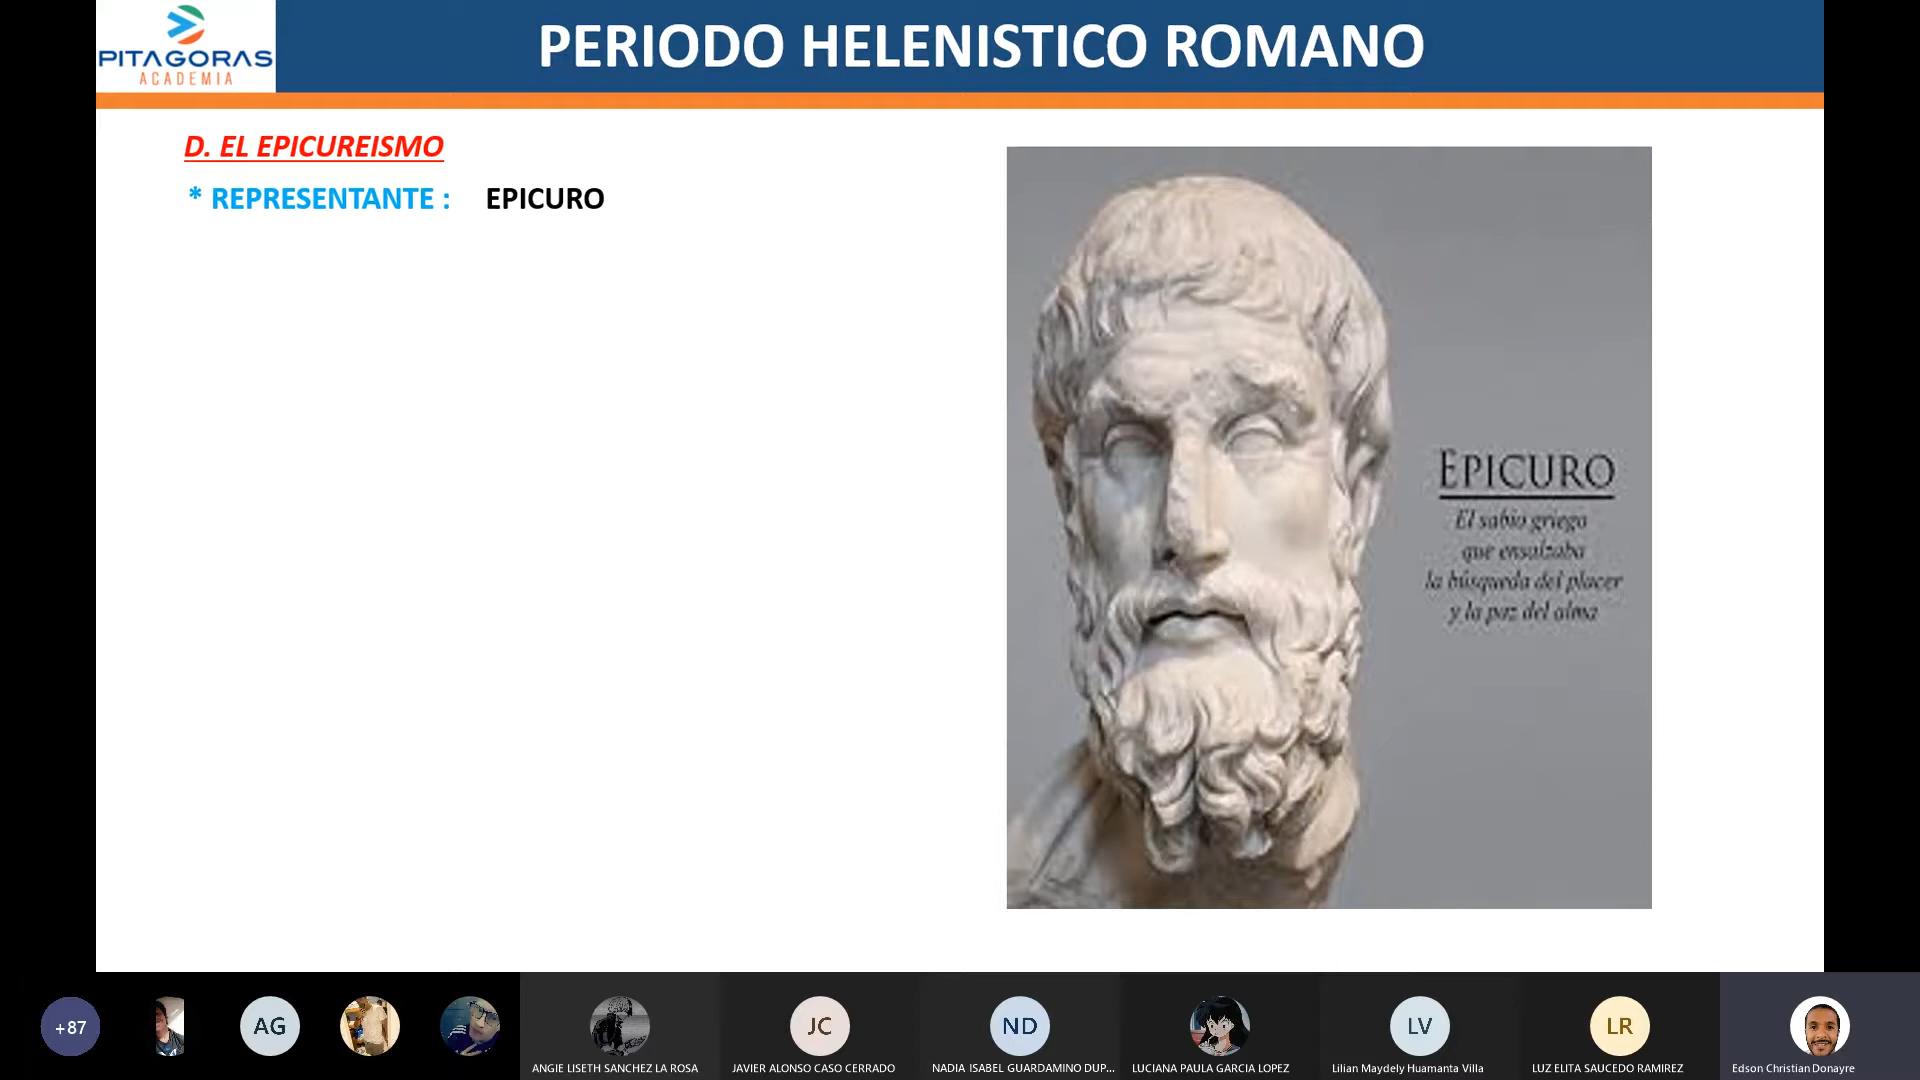 PITAGORAS
ACADEMIA
PERIODO HELENISTICO ROMANO
D. EL EPICUREISMO
* REPRESENTANTE : EPICURO
EPICURO
El sabio griego
que ensalzaba
la búsqueda del placer
y la paz del alma
+87
AG
JC
ND
LV
LR
ANGIE LISETH SANCHEZ LA ROSA
JAVIER ALONSO CASO CERRADO
NADIA ISABEL GUARDAMINO DUP...
LUCIANA PAULA GARCIA LOPEZ
Lilian Maydely Huamanta Villa
LUZ ELITA SAUCEDO RAMIREZ
Edson Christian Donayre